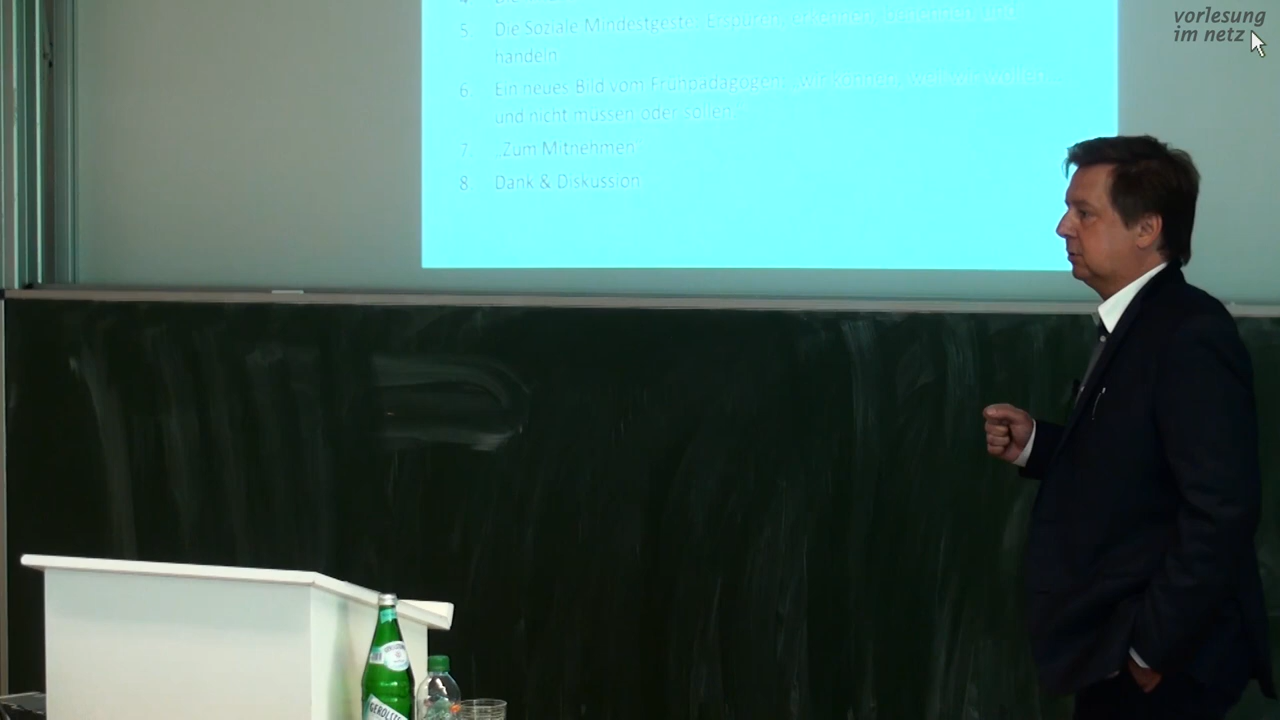 vorlesung
im netz
5. Die Soziale Mindestgeste: Erspüren, erkennen, benennen und
handeln
6. Ein neues Bild vom Frühpädagogen: „wir können, weil wir wollen…
und nicht müssen oder sollen.“
7 „Zum Mitnehmen“
8 Dank & Diskussion
GEROLST